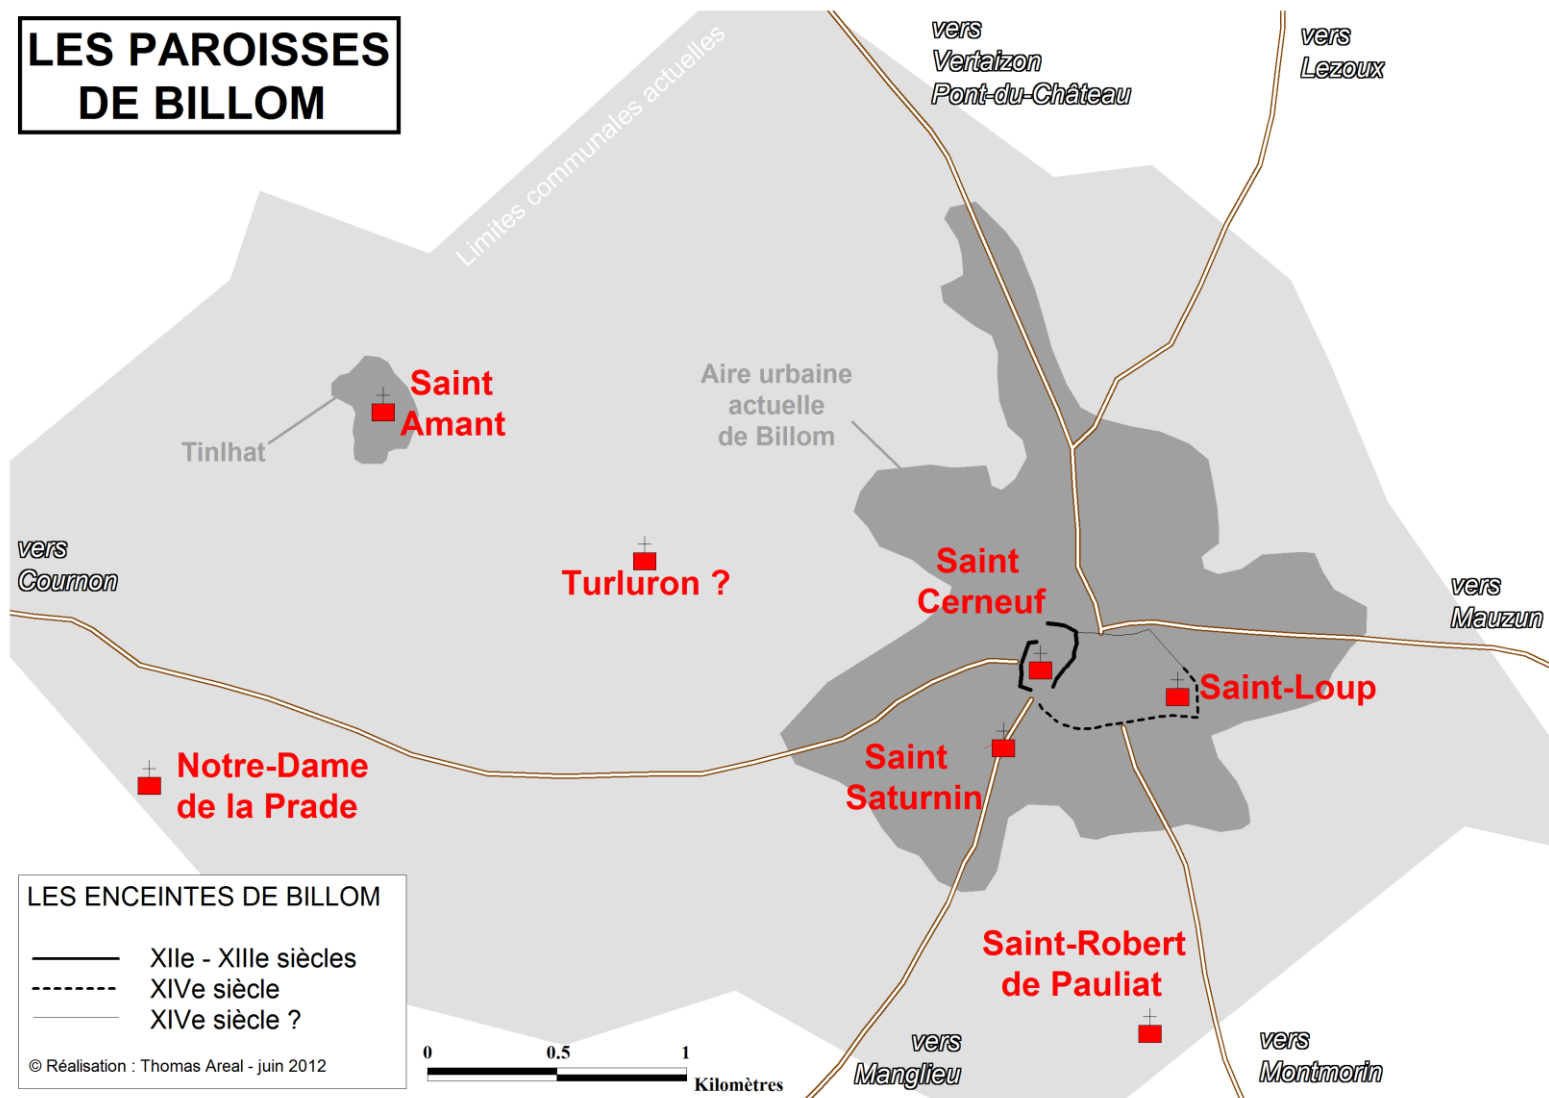 LES PAROISSES
DE BILLOM
Limites communales actuelles
vers
Vertaizon
Pont-du-Château
vers
Lezoux
Saint
Amant
Tinlhat
Aire urbaine
actuelle
de Billom
vers
Cournon
Turluron ?
Saint
Cerneuf
vers
Mauzun
Saint-Loup
Notre-Dame
de la Prade
Saint
Saturnin
LES ENCEINTES DE BILLOM
XIIe - XIIIe siècles
XIVe siècle
XIVe siècle ?
© Réalisation : Thomas Areal - juin 2012
0 0.5 1
Kilomètres
Saint-Robert
de Pauliat
vers
Manglieu
vers
Montmorin